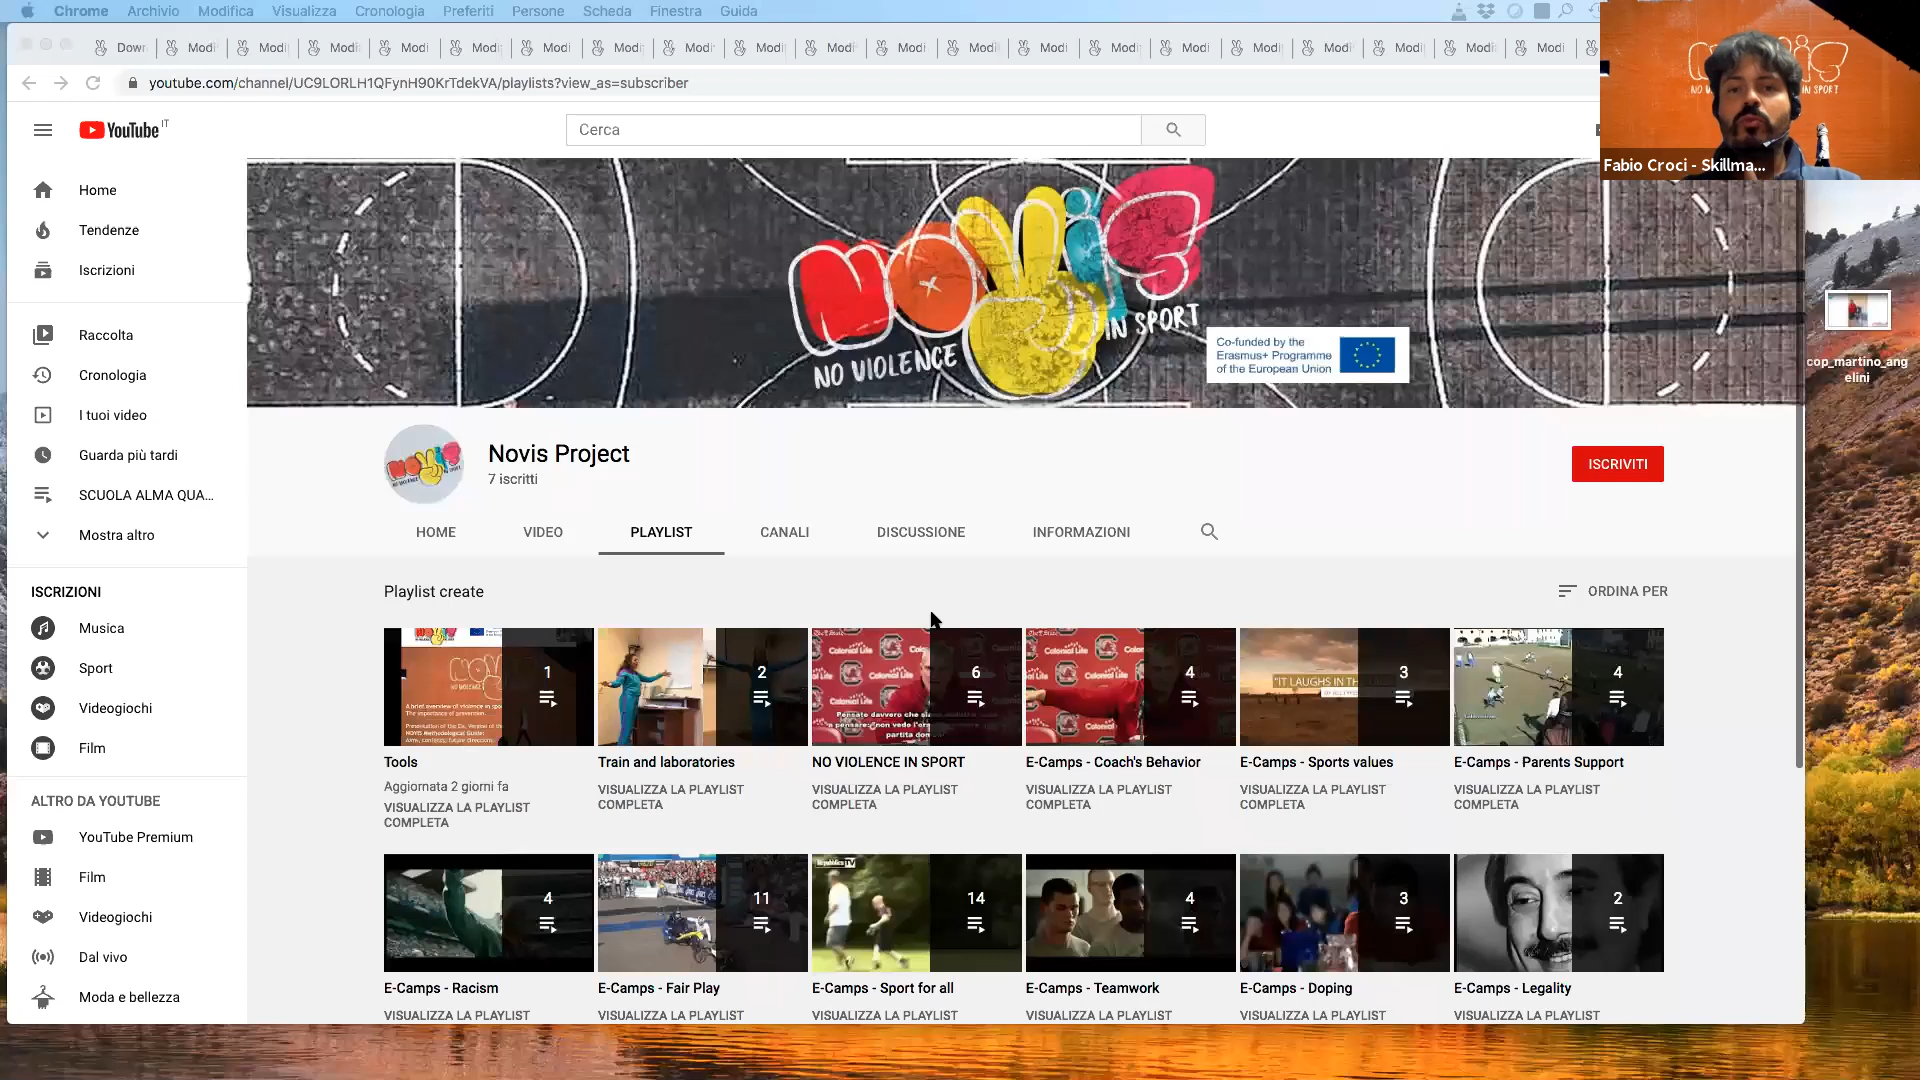 Chrome Archivio Modifica Visualizza Cronologia Preferiti Persone Scheda Finestra Guida
Modi Modi Modi Modi Modi Modi
youtube.com/channel/UC9LORLH1QFynH90KrTdekVA/playlists?view_as=subscriber
YouTube IT
Cerca
Home
Tendenze
Iscrizioni
Raccolta
Cronologia
I tuoi video
Guarda più tardi
SCUOLA ALMA QUA...
Mostra altro
ISCRIZIONI
Musica
Sport
Videogiochi
Film
ALTRO DA YOUTUBE
YouTube Premium
Film
Videogiochi
Dal vivo
Moda e bellezza
NOVIS
NO VIOLENCE IN SPORT
Co-funded by the
Erasmus+ Programme
of the European Union
Fabio Croci - Skillma...
cop_martino_ang
elini
Novis Project
7 iscritti
ISCRIVITI
HOME VIDEO PLAYLIST CANALI DISCUSSIONE INFORMAZIONI
Playlist create
ORDINA PER
1 2 6 4 3 4
Tools
Aggiornata 2 giorni fa
VISUALIZZA LA PLAYLIST
COMPLETA
Train and laboratories
VISUALIZZA LA PLAYLIST
COMPLETA
NO VIOLENCE IN SPORT
VISUALIZZA LA PLAYLIST
COMPLETA
E-Camps - Coach's Behavior
VISUALIZZA LA PLAYLIST
COMPLETA
E-Camps - Sports values
VISUALIZZA LA PLAYLIST
COMPLETA
E-Camps - Parents Support
VISUALIZZA LA PLAYLIST
COMPLETA
4 11 14 4 3 2
E-Camps - Racism
VISUALIZZA LA PLAYLIST
E-Camps - Fair Play
VISUALIZZA LA PLAYLIST
E-Camps - Sport for all
VISUALIZZA LA PLAYLIST
E-Camps - Teamwork
VISUALIZZA LA PLAYLIST
E-Camps - Doping
VISUALIZZA LA PLAYLIST
E-Camps - Legality
VISUALIZZA LA PLAYLIST